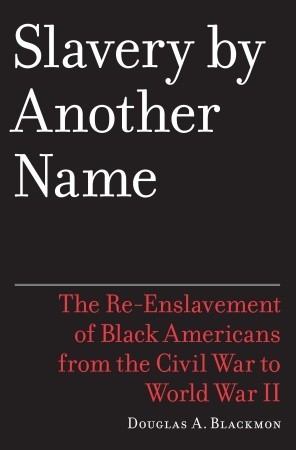 Slavery by
Another
Name
The Re-Enslavement
of Black Americans
from the Civil War to
World War II
Douglas A. Blackmon